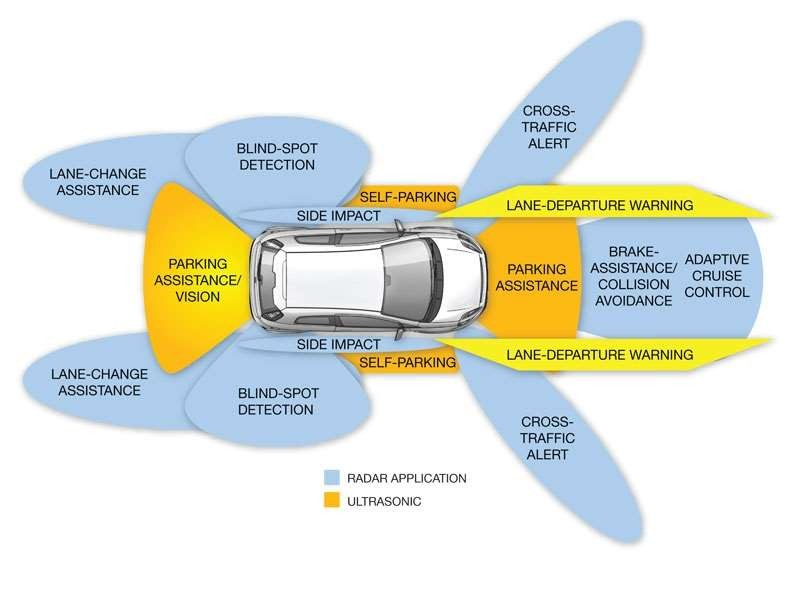 CROSS-
TRAFFIC
ALERT
BLIND-SPOT
DETECTION
LANE-CHANGE
ASSISTANCE
SELF-PARKING
SIDE IMPACT
LANE-DEPARTURE WARNING
PARKING
ASSISTANCE/
VISION
PARKING
ASSISTANCE
BRAKE-
ASSISTANCE/
COLLISION
AVOIDANCE
ADAPTIVE
CRUISE
CONTROL
SIDE IMPACT
SELF-PARKING
LANE-DEPARTURE WARNING
LANE-CHANGE
ASSISTANCE
BLIND-SPOT
DETECTION
CROSS-
TRAFFIC
ALERT
RADAR APPLICATION
ULTRASONIC